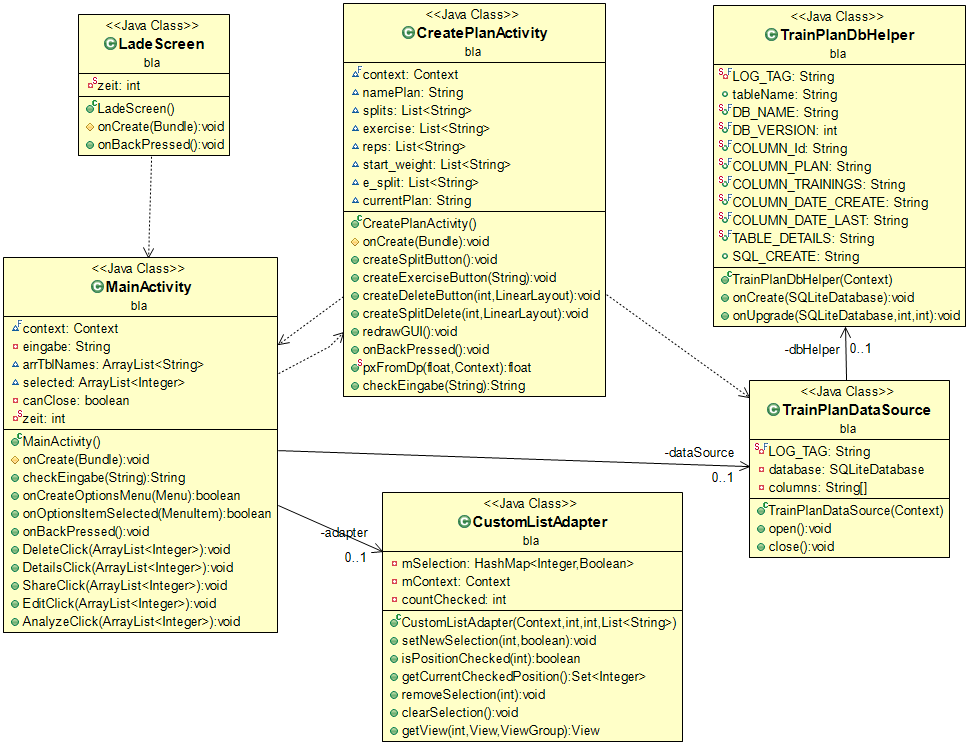 <<Java Class>>
LadeScreen
bla
zeit: int
LadeScreen()
onCreate(Bundle):void
onBackPressed():void
<<Java Class>>
CreatePlanActivity
bla
context: Context
namePlan: String
splits: List<String>
exercise: List<String>
reps: List<String>
start_weight: List<String>
e_split: List<String>
currentPlan: String
CreatePlanActivity()
onCreate(Bundle):void
createSplitButton():void
createExerciseButton(String):void
createDeleteButton(int,LinearLayout):void
createSplitDelete(int,LinearLayout):void
redrawGUI():void
onBackPressed():void
pxFromDp(float,Context):float
checkEingabe(String):String
<<Java Class>>
TrainPlanDbHelper
bla
LOG_TAG: String
tableName: String
DB_NAME: String
DB_VERSION: int
COLUMN_Id: String
COLUMN_PLAN: String
COLUMN_TRAININGS: String
COLUMN_DATE_CREATE: String
COLUMN_DATE_LAST: String
TABLE_DETAILS: String
SQL_CREATE: String
TrainPlanDbHelper(Context)
onCreate(SQLiteDatabase):void
onUpgrade(SQLiteDatabase,int,int):void
-dbHelper
0..1
<<Java Class>>
MainActivity
bla
context: Context
eingabe: String
arrTblNames: ArrayList<String>
selected: ArrayList<Integer>
canClose: boolean
zeit: int
MainActivity()
onCreate(Bundle):void
checkEingabe(String):String
onCreateOptionsMenu(Menu):boolean
onOptionsItemSelected(MenuItem):boolean
onBackPressed():void
DeleteClick(ArrayList<Integer>):void
DetailsClick(ArrayList<Integer>):void
ShareClick(ArrayList<Integer>):void
EditClick(ArrayList<Integer>):void
AnalyzeClick(ArrayList<Integer>):void
-dataSource
0..1
-adapter
0..1
<<Java Class>>
TrainPlanDataSource
bla
LOG_TAG: String
database: SQLiteDatabase
columns: String[]
TrainPlanDataSource(Context)
open():void
close():void
<<Java Class>>
CustomListAdapter
bla
mSelection: HashMap<Integer,Boolean>
mContext: Context
countChecked: int
CustomListAdapter(Context,int,int,List<String>)
setNewSelection(int,boolean):void
isPositionChecked(int):boolean
getCurrentCheckedPosition():Set<Integer>
removeSelection(int):void
clearSelection():void
getView(int,View,ViewGroup):View